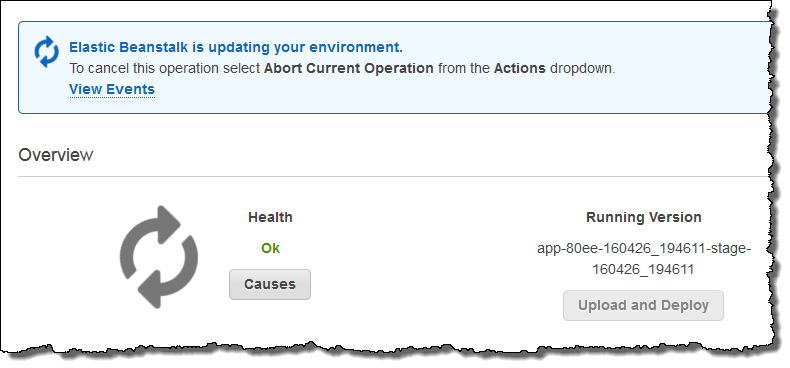 Elastic Beanstalk is updating your environment.
To cancel this operation select Abort Current Operation from the Actions dropdown.
View Events
Overview
Health
Running Version
Ok
app-80ee-160426_194611-stage-
160426_194611
Causes
Upload and Deploy